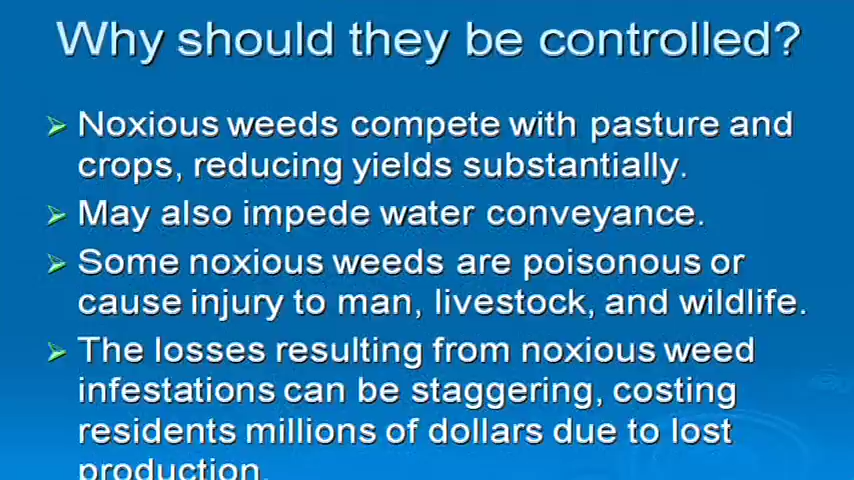 Why should they be controlled?
Noxious weeds compete with pasture and
crops, reducing yields substantially.
May also impede water conveyance.
Some noxious weeds are poisonous or
cause injury to man, livestock, and wildlife.
The losses resulting from noxious weed
infestations can be staggering, costing
residents millions of dollars due to lost
production.